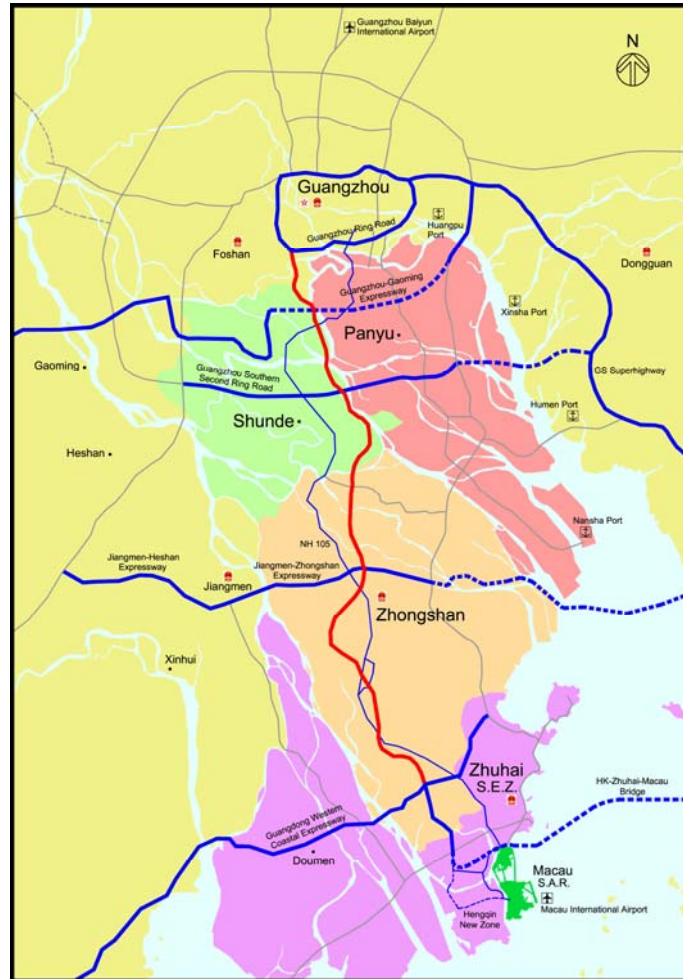 Guangzhou Baiyun
International Airport
N
Guangzhou
Guangzhou Ring Road
Huangpu
Port
Foshan
Dongguan
Guangzhou-Gaoming
Expressway
Xinsha Port
Panyu
Gaoming
Guangzhou Southern
Second Ring Road
GS Superhighway
Humen Port
Shunde
Heshan
Nansha Port
NH 105
Jiangmen-Heshan
Expressway
Jiangmen-Zhongshan
Expressway
Jiangmen
Zhongshan
Xinhui
Zhuhai
S.E.Z.
HK-Zhuhai-Macau
Bridge
Guangdong Western
Coastal Expressway
Doumen
Macau
S.A.R.
Macau International Airport
Hengqin
New Zone